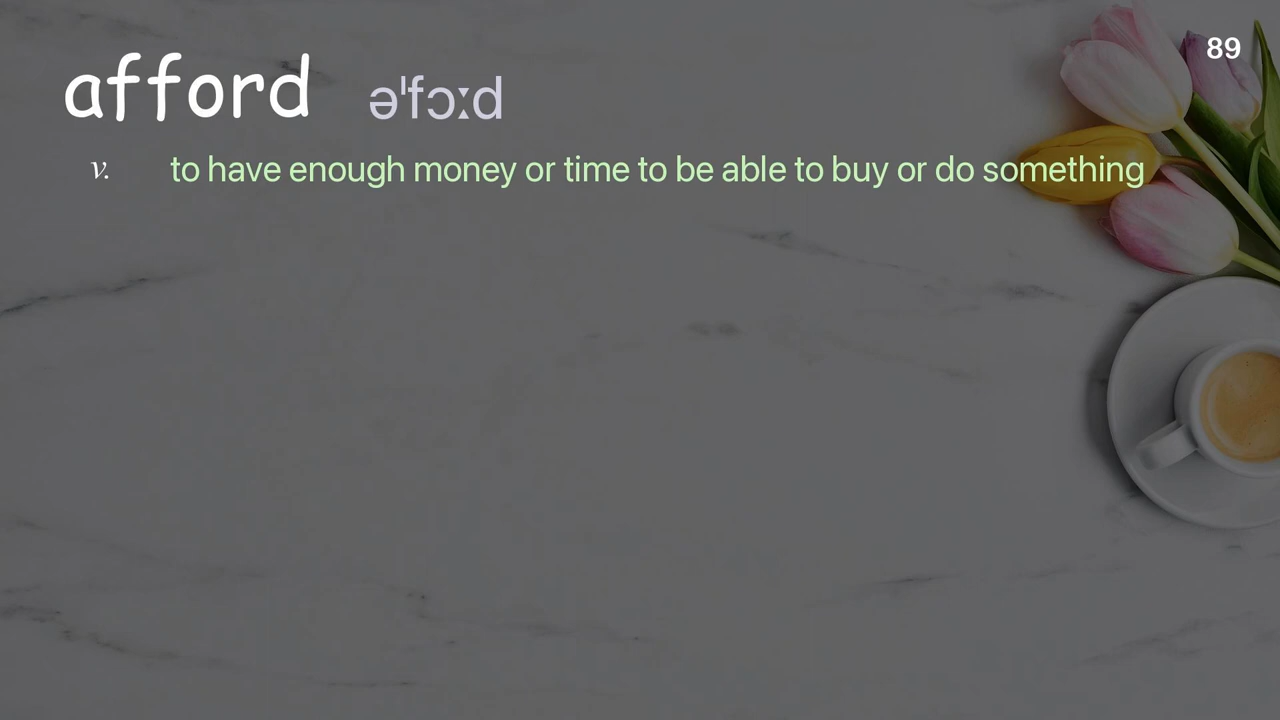 89
afford əˈfɔːd
v. to have enough money or time to be able to buy or do something